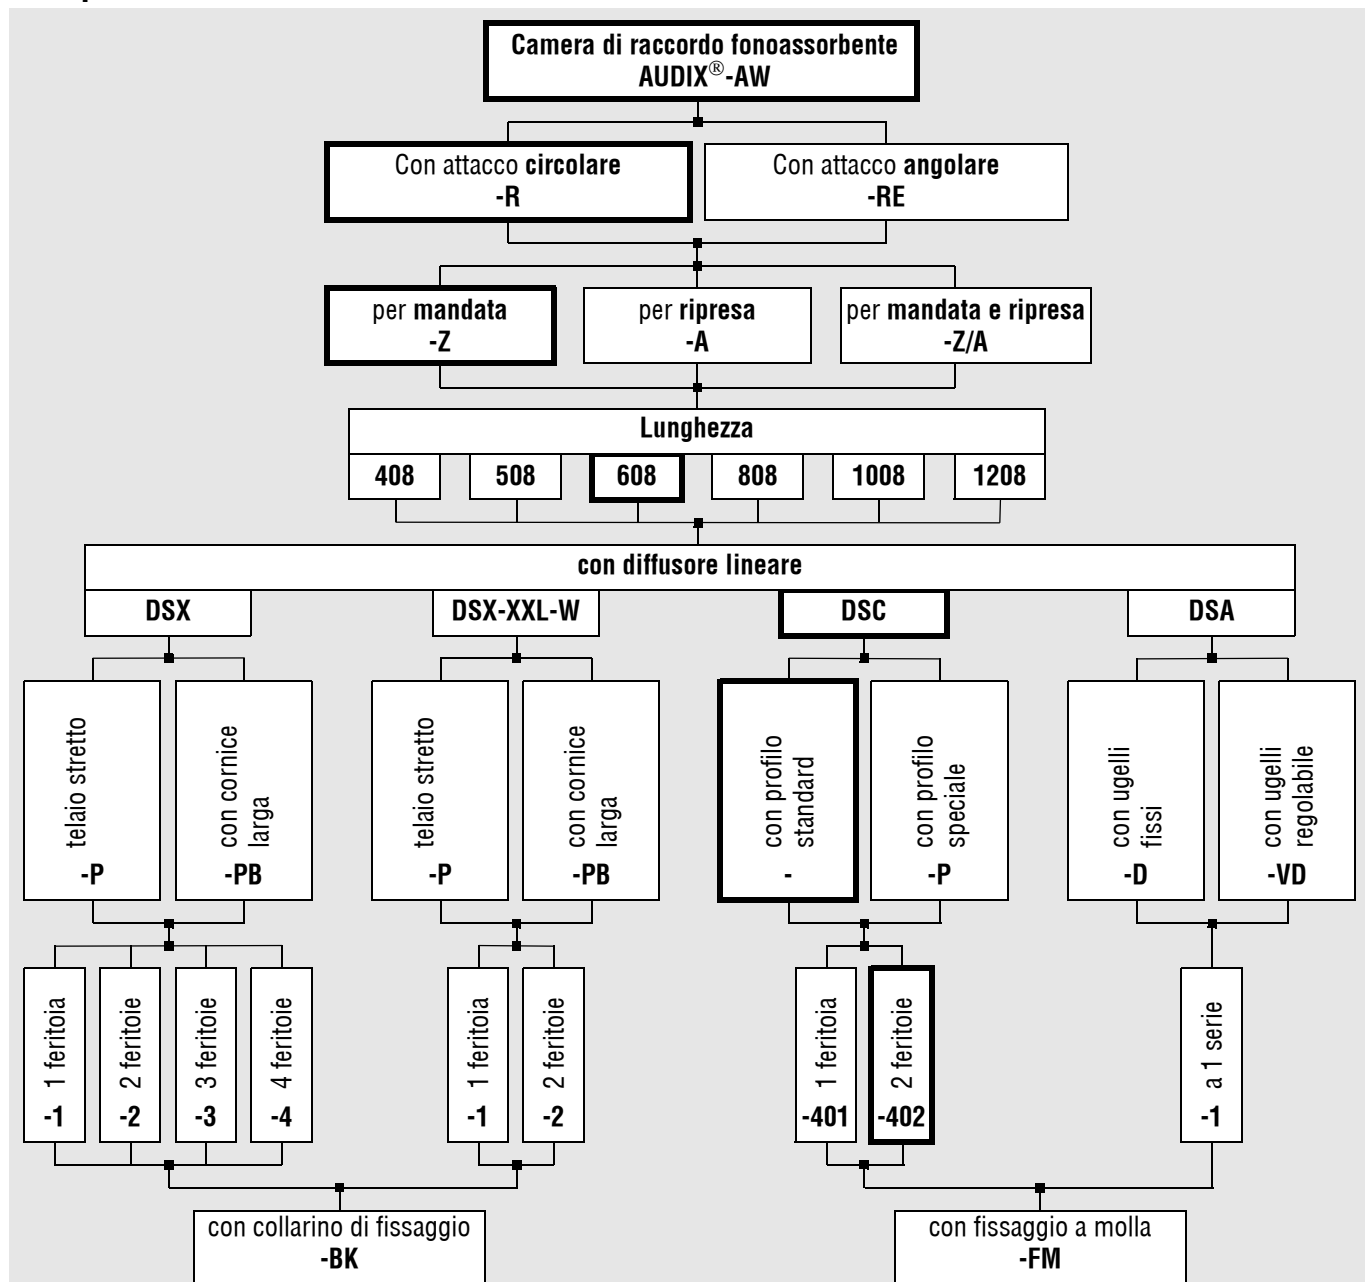 Camera di raccordo fonoassorbente
AUDIX®-AW
Con attacco circolare
-R
Con attacco angolare
-RE
per mandata
-Z
per ripresa
-A
per mandata e ripresa
-Z/A
Lunghezza
408
508
608
808
1008
1208
con diffusore lineare
DSX
DSX-XXL-W
DSC
DSA
telaio stretto
-P
con cornice
larga
-PB
telaio stretto
-P
con cornice
larga
-PB
con profilo
standard
-
con profilo
speciale
-P
con ugelli
fissi
-D
con ugelli
regolabile
-VD
1 feritoia
-1
2 feritoie
-2
3 feritoie
-3
4 feritoie
-4
1 feritoia
-1
2 feritoie
-2
1 feritoia
-401
2 feritoie
-402
a 1 serie
-1
con collarino di fissaggio
-BK
con fissaggio a molla
-FM